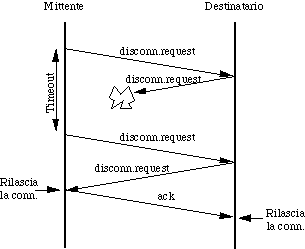 Mittente
Destinatario
disconn.request
disconn.request
Timeout
disconn.request
disconn.request
Rilascia
la conn.
ack
Rilascia
la conn.